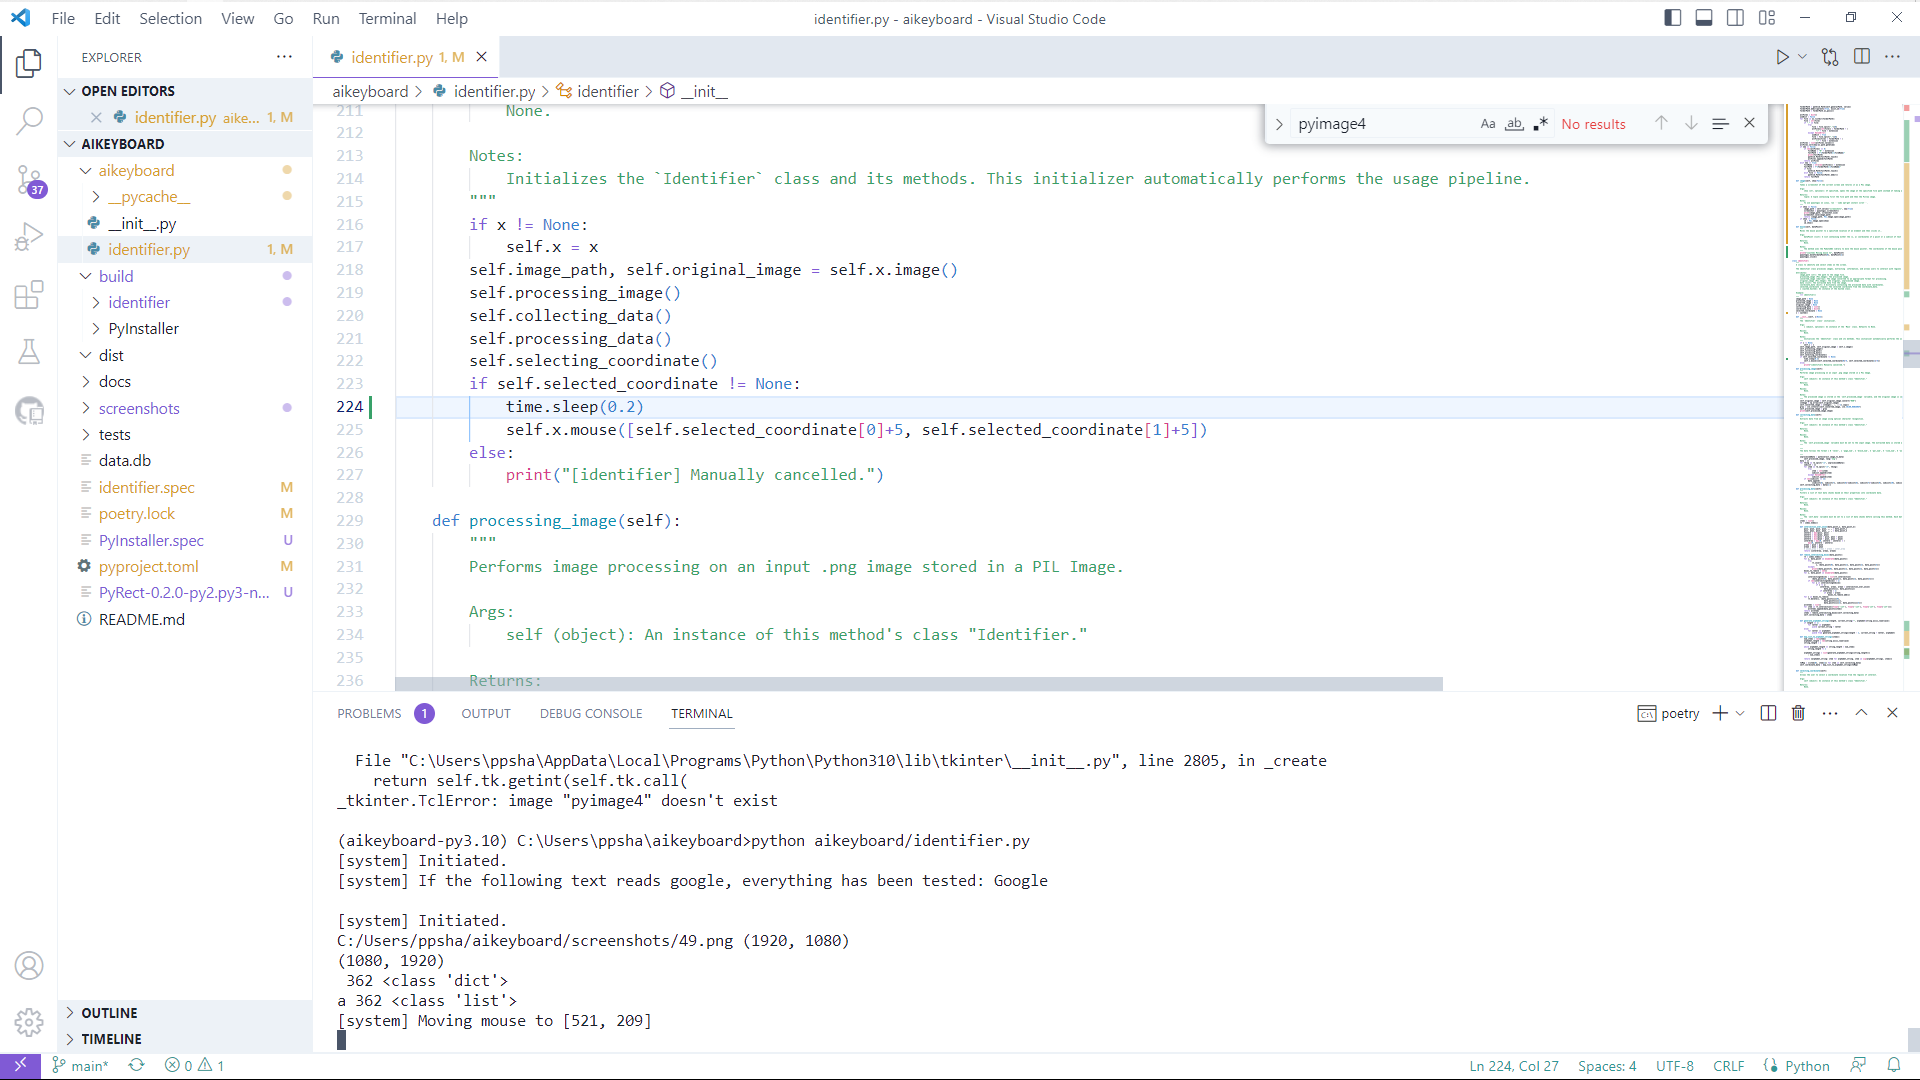 File Edit Selection View Go Run Terminal Help
identifier.py - aikeyboard - Visual Studio Code
EXPLORER
OPEN EDITORS
identifier.py aike... 1, M
AIKEYBOARD
aikeyboard
__pycache__
__init__.py
identifier.py 1, M
build
identifier
PyInstaller
dist
docs
screenshots
tests
data.db
identifier.spec M
poetry.lock M
PyInstaller.spec U
pyproject.toml M
PyRect-0.2.0-py2.py3-n... U
README.md
OUTLINE
TIMELINE
37
identifier.py 1, M
aikeyboard > identifier.py > identifier > __init__
pyimage4
Aa ab .* No results
211 None.
212
213 Notes:
214 Initializes the `Identifier` class and its methods. This initializer automatically performs the usage pipeline.
215 """
216 if x != None:
217 self.x = x
218 self.image_path, self.original_image = self.x.image()
219 self.processing_image()
220 self.collecting_data()
221 self.processing_data()
222 self.selecting_coordinate()
223 if self.selected_coordinate != None:
224 time.sleep(0.2)
225 self.x.mouse([self.selected_coordinate[0]+5, self.selected_coordinate[1]+5])
226 else:
227 print("[identifier] Manually cancelled.")
228
229 def processing_image(self):
230 """
231 Performs image processing on an input .png image stored in a PIL Image.
232
233 Args:
234 self (object): An instance of this method's class "Identifier."
235
236 Returns:
PROBLEMS 1 OUTPUT DEBUG CONSOLE TERMINAL
poetry
File "C:\Users\ppsha\AppData\Local\Programs\Python\Python310\lib\tkinter\__init__.py", line 2805, in _create
return self.tk.getint(self.tk.call(
_tkinter.TclError: image "pyimage4" doesn't exist
(aikeyboard-py3.10) C:\Users\ppsha\aikeyboard>python aikeyboard/identifier.py
[system] Initiated.
[system] If the following text reads google, everything has been tested: Google
[system] Initiated.
C:/Users/ppsha/aikeyboard/screenshots/49.png (1920, 1080)
(1080, 1920)
362 <class 'dict'>
a 362 <class 'list'>
[system] Moving mouse to [521, 209]
main* 0 1
Ln 224, Col 27 Spaces: 4 UTF-8 CRLF Python